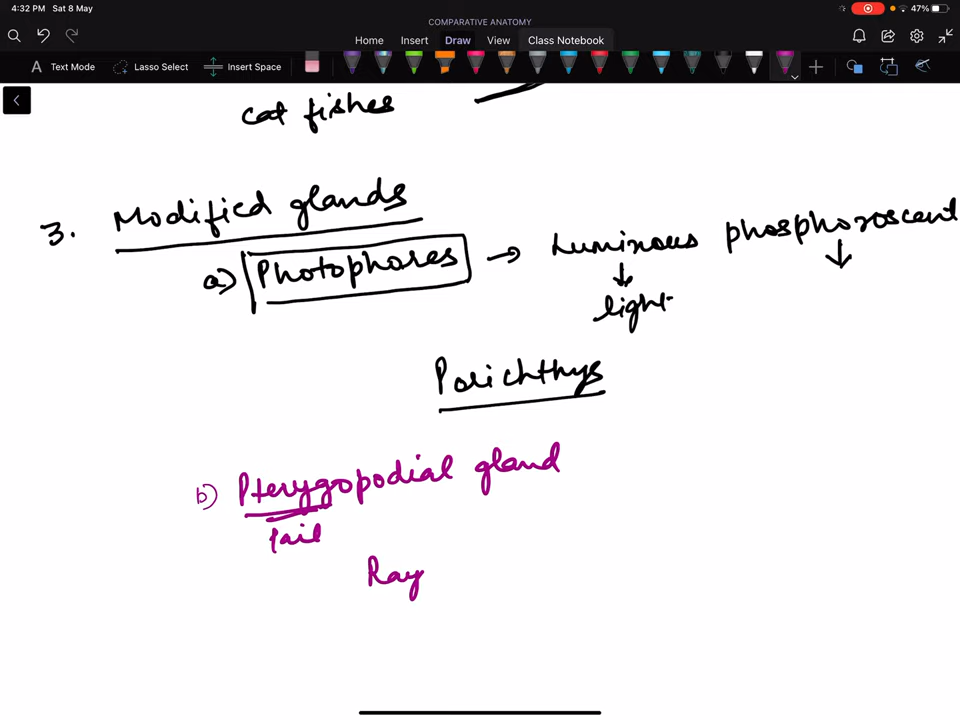 4:32 PM Sat 8 May
47%
COMPARATIVE ANATOMY
Home Insert Draw View Class Notebook
A Text Mode Lasso Select Insert Space
cat fishes
3. Modified glands
a) Photophores → Luminous phosphorescent
↓ ↓
light
Porichthys
b) Pterygopodial gland
tail
Ray